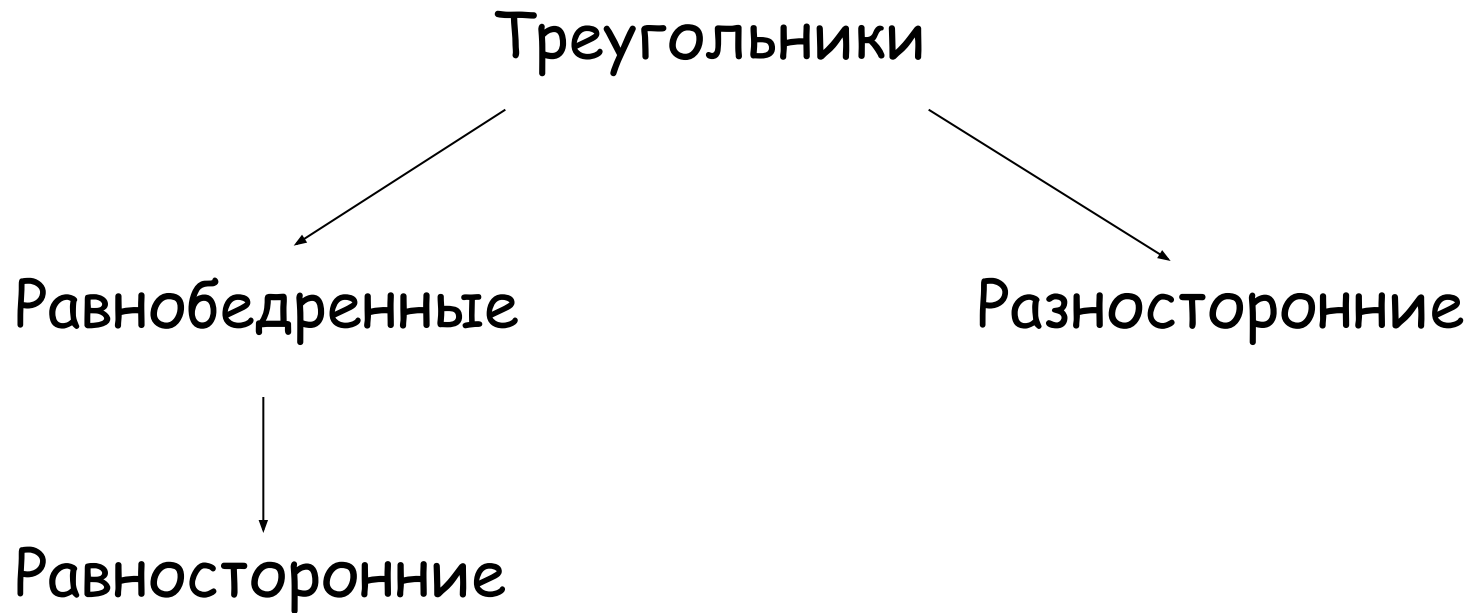 Треугольники
Равнобедренные
Разносторонние
Равносторонние